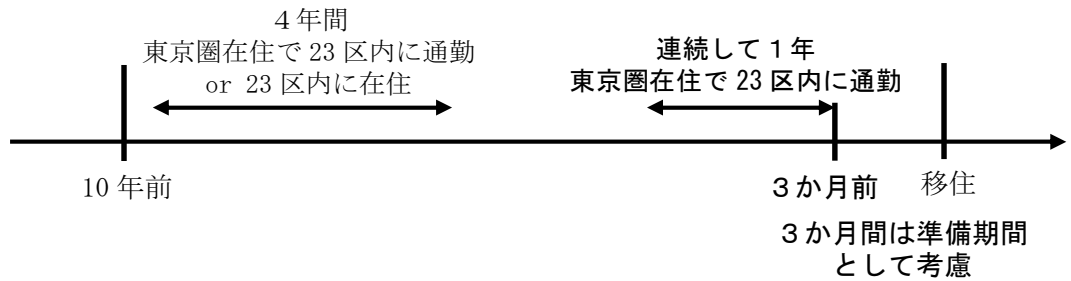 ４年間
東京圏在住で 23 区内に通勤
or 23 区内に在住
連続して１年
東京圏在住で 23 区内に通勤
10 年前
３か月前
移住
３か月間は準備期間
として考慮